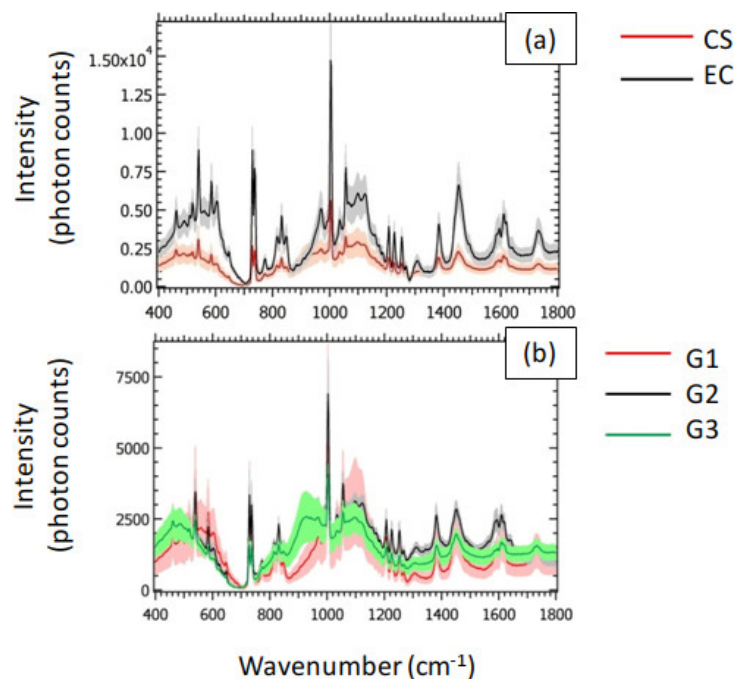 (a)
CS
EC
Intensity
(photon counts)
1.50x10⁴
1.25
1.00
0.75
0.50
0.25
0.00
400 600 800 1000 1200 1400 1600 1800
(b)
G1
G2
G3
Intensity
(photon counts)
7500
5000
2500
0
400 600 800 1000 1200 1400 1600 1800
Wavenumber (cm⁻¹)